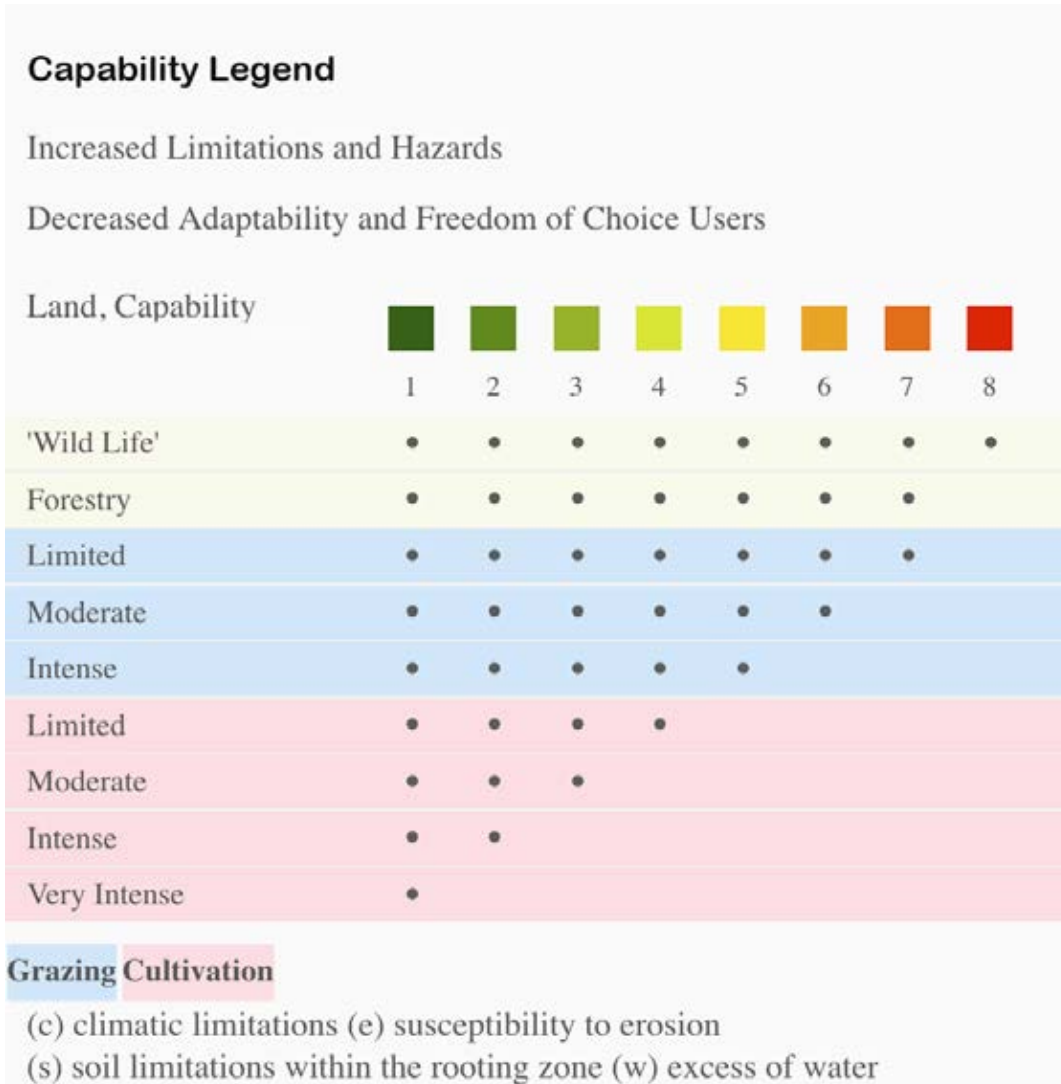 Capability Legend
Increased Limitations and Hazards
Decreased Adaptability and Freedom of Choice Users
Land, Capability
1 2 3 4 5 6 7 8
'Wild Life'
Forestry
Limited
Moderate
Intense
Limited
Moderate
Intense
Very Intense
Grazing Cultivation
(c) climatic limitations (e) susceptibility to erosion
(s) soil limitations within the rooting zone (w) excess of water